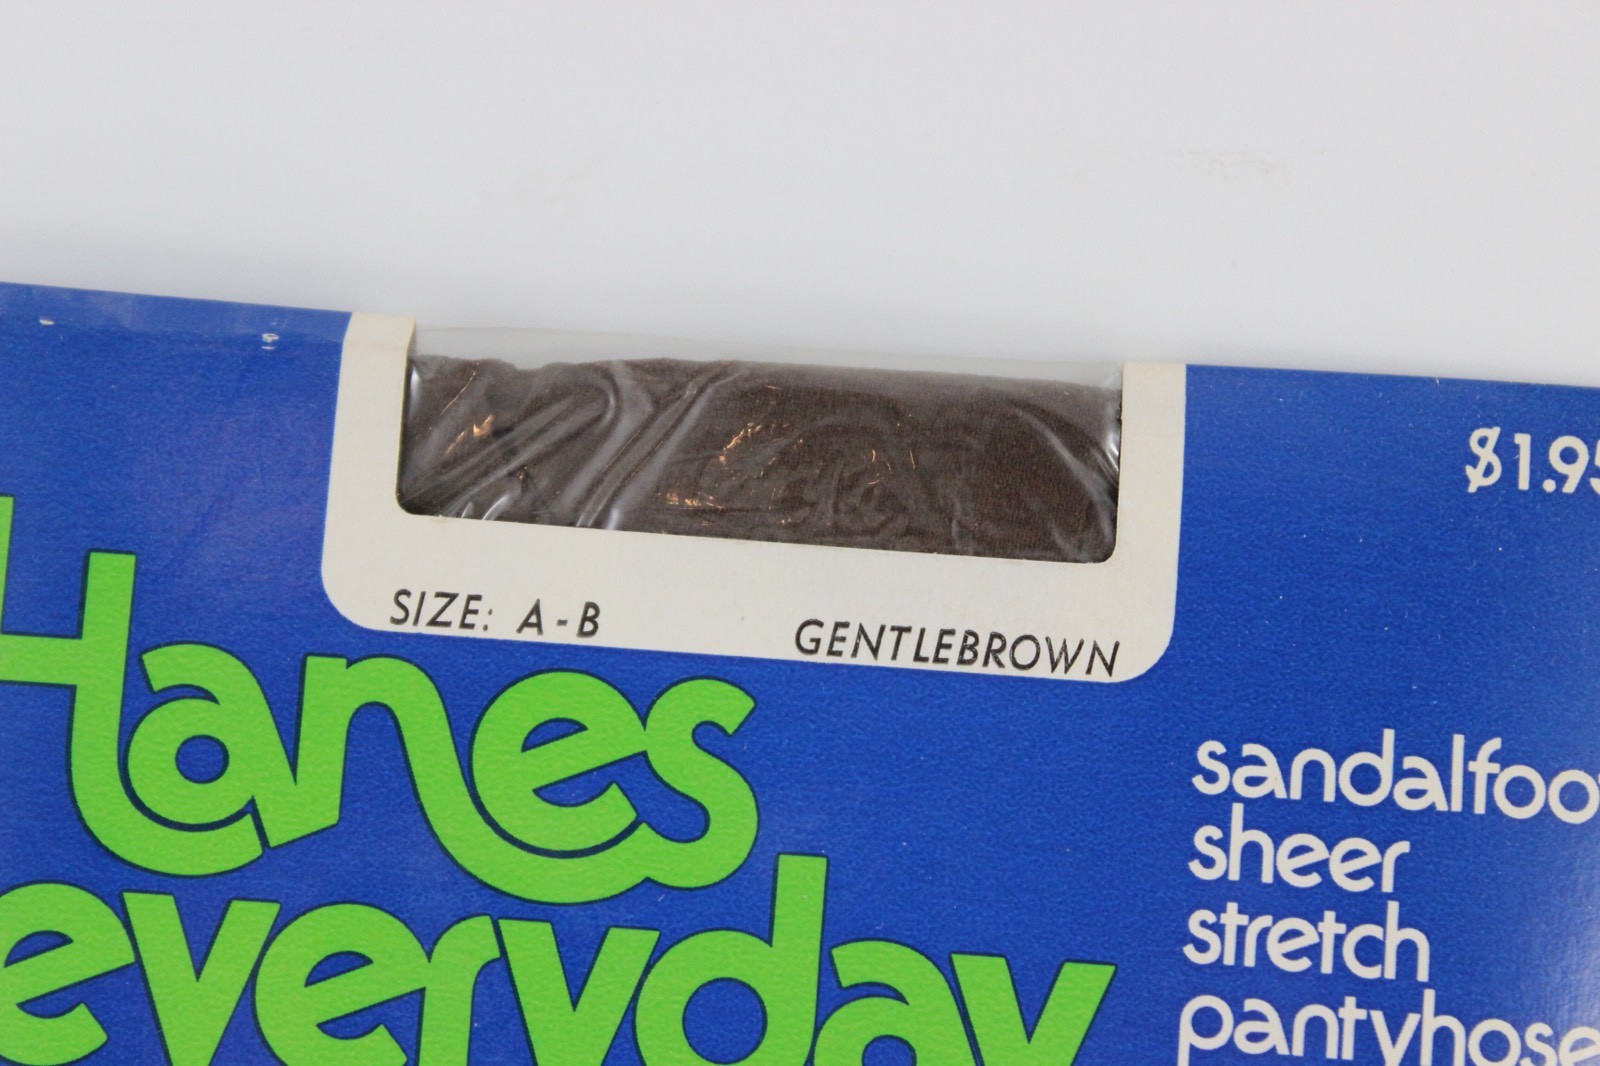 $1.95
SIZE: A-B GENTLEBROWN
Hanes
everyday
sandalfoot
sheer
stretch
pantyhose